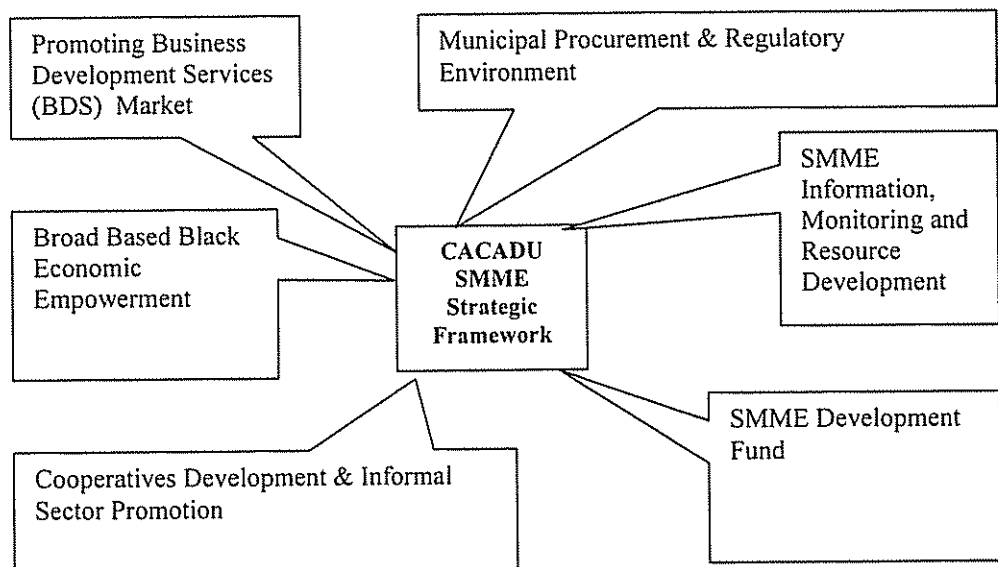 Promoting Business
Development Services
(BDS) Market
Municipal Procurement & Regulatory
Environment
SMME
Information,
Monitoring and
Resource
Development
Broad Based Black
Economic
Empowerment
CACADU
SMME
Strategic
Framework
SMME Development
Fund
Cooperatives Development & Informal
Sector Promotion